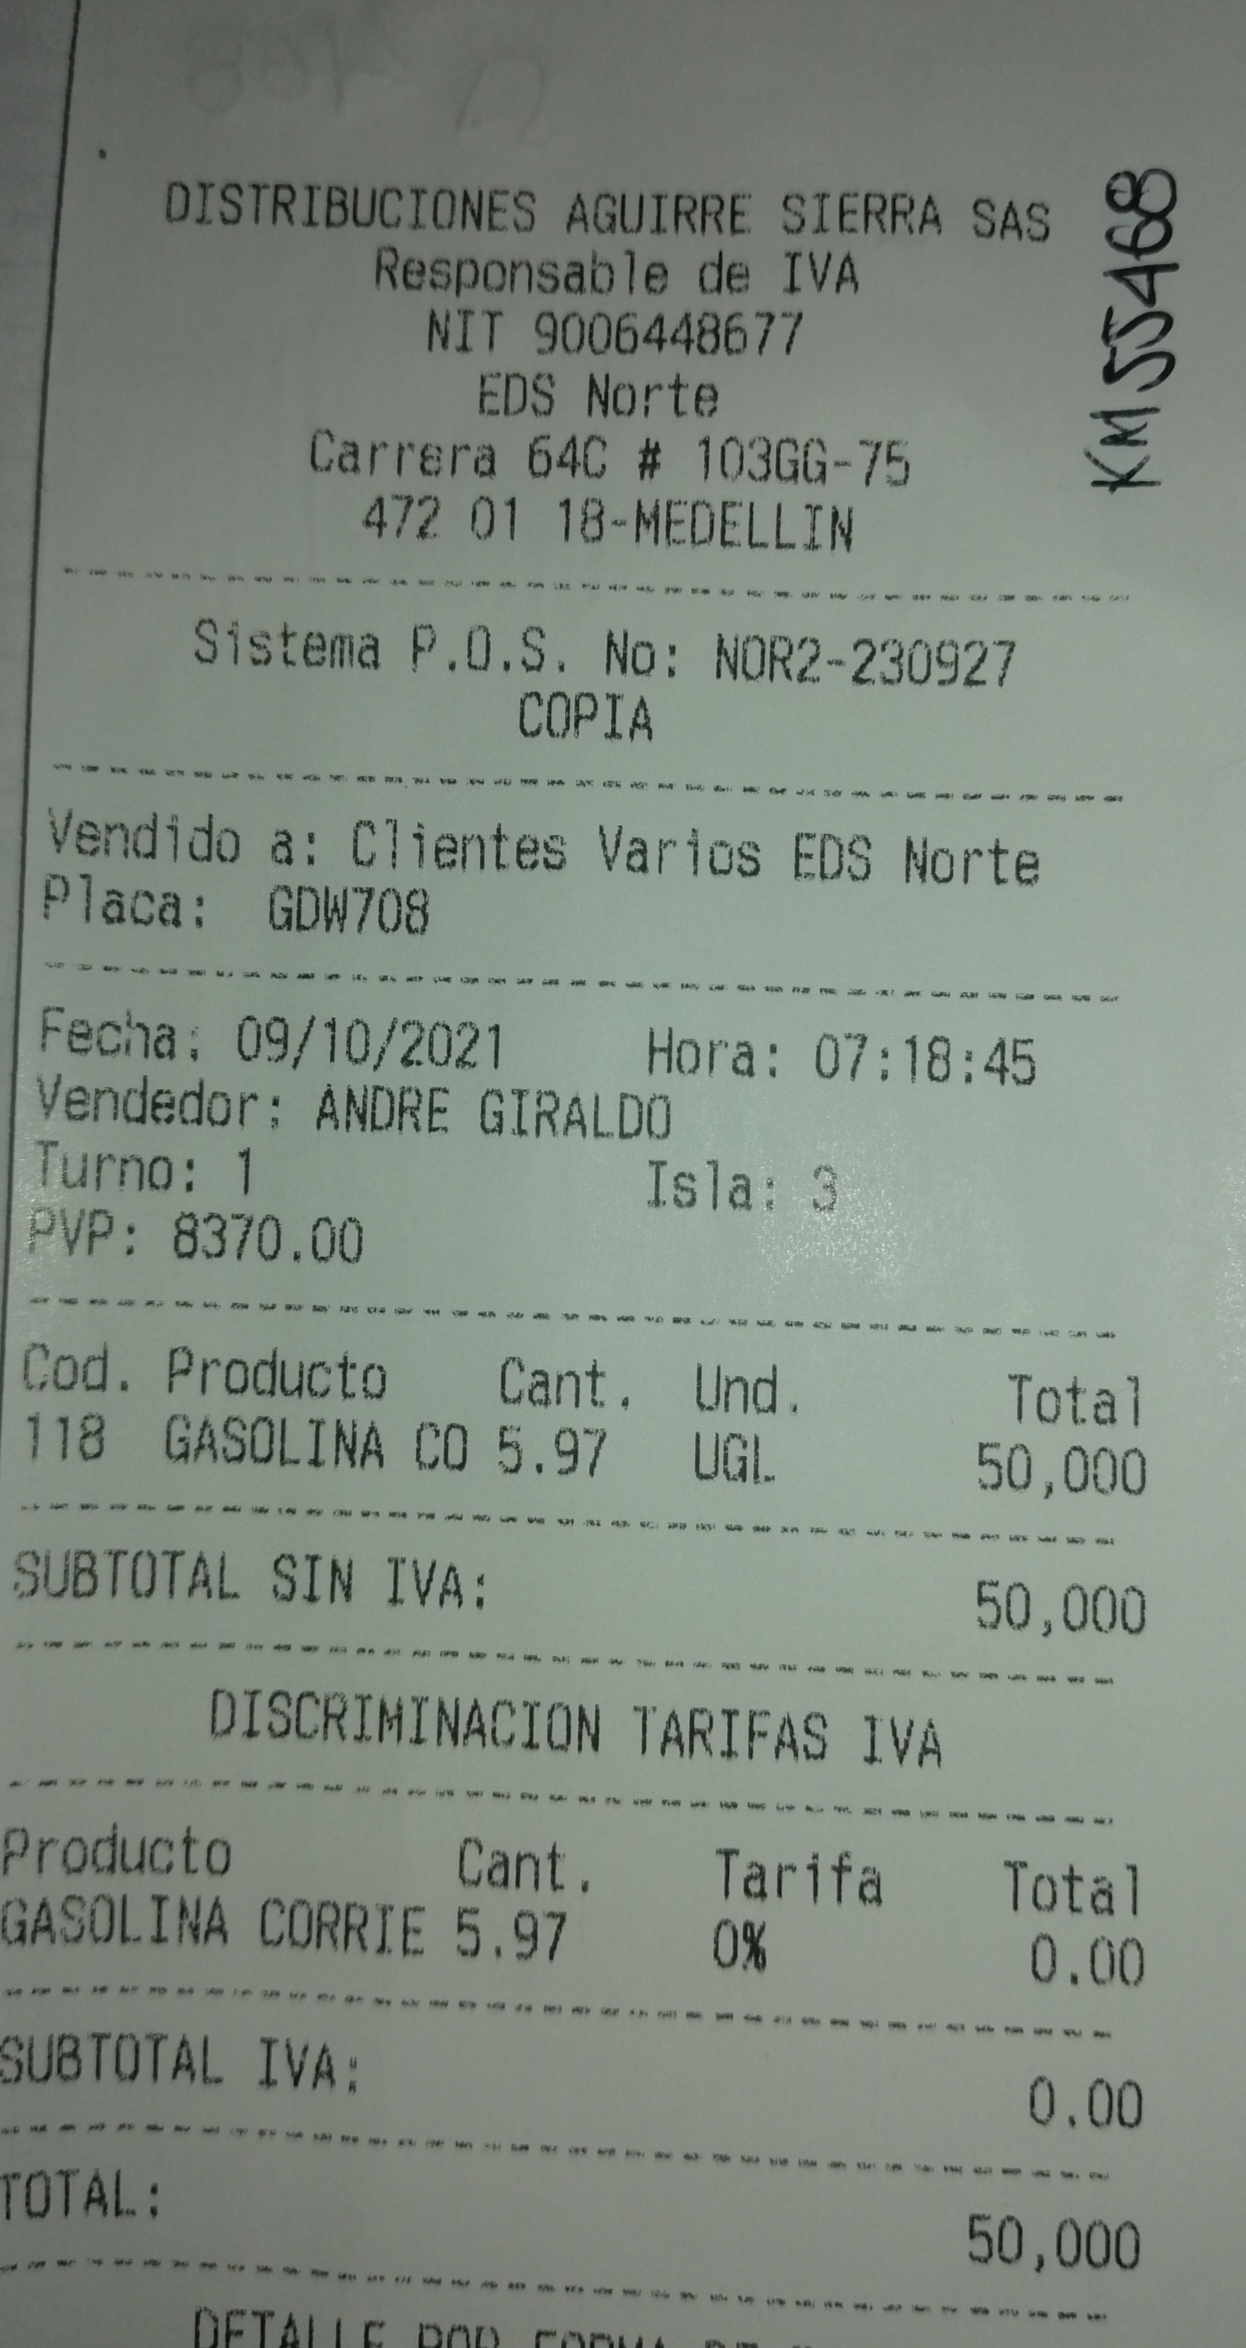 DISTRIBUCIONES AGUIRRE SIERRA SAS
Responsable de IVA
NIT 9006448677
EDS Norte
Carrera 64C # 103GG-75
472 01 18-MEDELLIN
KM 55468
Sistema P.O.S. No: NOR2-230927
COPIA
Vendido a: Clientes Varios EDS Norte
Placa: GDW708
Fecha: 09/10/2021 Hora: 07:18:45
Vendedor: ANDRE GIRALDO
Turno: 1 Isla: 3
PVP: 8370.00
Cod. Producto Cant. Und. Total
118 GASOLINA CO 5.97 UGL 50,000
SUBTOTAL SIN IVA: 50,000
DISCRIMINACION TARIFAS IVA
Producto Cant. Tarifa Total
GASOLINA CORRIE 5.97 0% 0.00
SUBTOTAL IVA: 0.00
TOTAL: 50,000
DETALLE POR FORMA DE